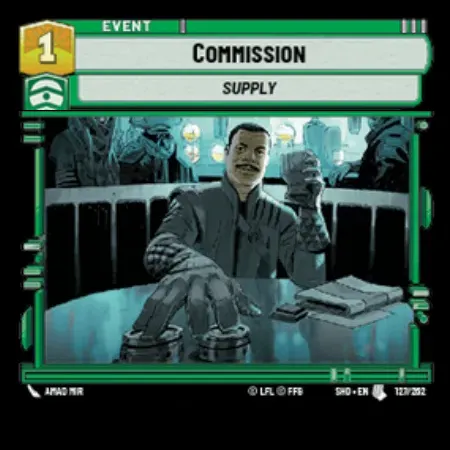 EVENT
1
COMMISSION
SUPPLY
AMAD MIR
© LFL © FFG
SHD • EN
127/262